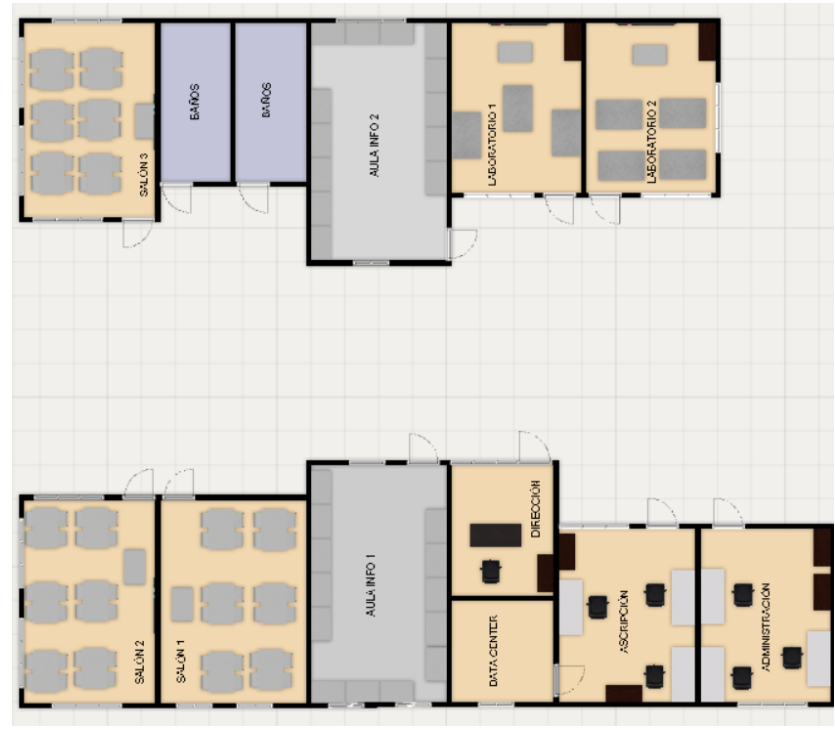 SALÓN 3
BAÑOS
BAÑOS
AULA INFO 2
LABORATORIO 1
LABORATORIO 2
SALÓN 2
SALÓN 1
AULA INFO 1
DIRECCIÓN
DATA CENTER
ASCRIPCIÓN
ADMINISTRACIÓN